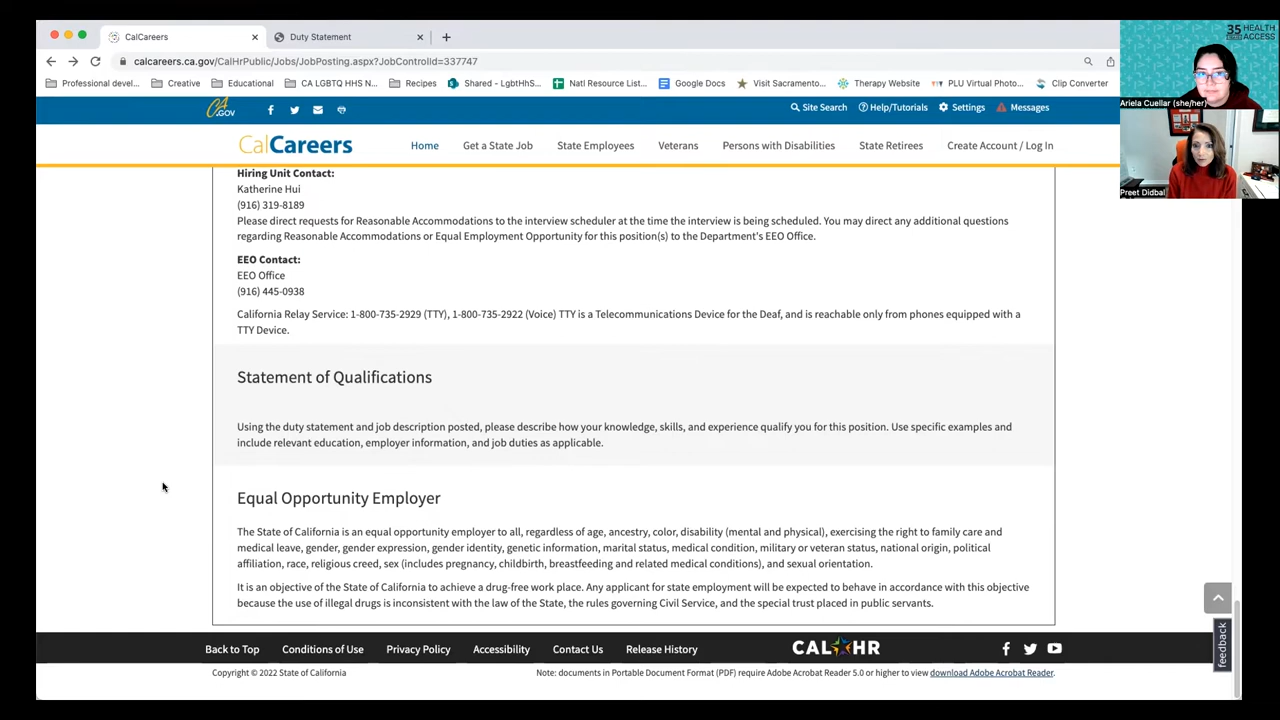 CalCareers
Duty Statement
calcareers.ca.gov/CalHrPublic/Jobs/JobPosting.aspx?JobControlId=337747
Professional devel...
Creative
Educational
CA LGBTQ HHS N...
Recipes
Shared - LgbtHhS...
Natl Resource List...
Google Docs
Visit Sacramento...
Therapy Website
PLU Virtual Photo...
Clip Converter
35 HEALTH
ACCESS
Ariela Cuellar (she/her)
Preet Didbal
CA.GOV
Site Search
Help/Tutorials
Settings
Messages
CalCareers
Home
Get a State Job
State Employees
Veterans
Persons with Disabilities
State Retirees
Create Account / Log In
Hiring Unit Contact:
Katherine Hui
(916) 319-8189
Please direct requests for Reasonable Accommodations to the interview scheduler at the time the interview is being scheduled. You may direct any additional questions
regarding Reasonable Accommodations or Equal Employment Opportunity for this position(s) to the Department's EEO Office.
EEO Contact:
EEO Office
(916) 445-0938
California Relay Service: 1-800-735-2929 (TTY), 1-800-735-2922 (Voice) TTY is a Telecommunications Device for the Deaf, and is reachable only from phones equipped with a
TTY Device.
Statement of Qualifications
Using the duty statement and job description posted, please describe how your knowledge, skills, and experience qualify you for this position. Use specific examples and
include relevant education, employer information, and job duties as applicable.
Equal Opportunity Employer
The State of California is an equal opportunity employer to all, regardless of age, ancestry, color, disability (mental and physical), exercising the right to family care and
medical leave, gender, gender expression, gender identity, genetic information, marital status, medical condition, military or veteran status, national origin, political
affiliation, race, religious creed, sex (includes pregnancy, childbirth, breastfeeding and related medical conditions), and sexual orientation.
It is an objective of the State of California to achieve a drug-free work place. Any applicant for state employment will be expected to behave in accordance with this objective
because the use of illegal drugs is inconsistent with the law of the State, the rules governing Civil Service, and the special trust placed in public servants.
feedback
Back to Top
Conditions of Use
Privacy Policy
Accessibility
Contact Us
Release History
CAL HR
Copyright © 2022 State of California
Note: documents in Portable Document Format (PDF) require Adobe Acrobat Reader 5.0 or higher to view download Adobe Acrobat Reader.